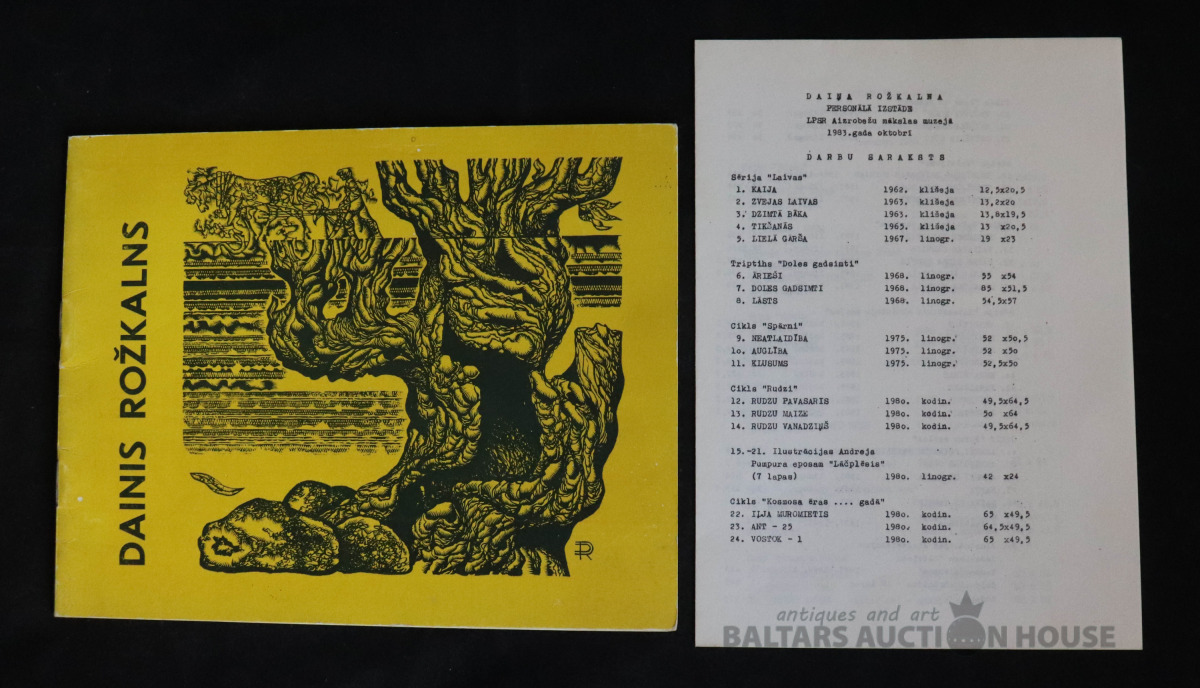 DAINIS ROŽKALNS
DR
DAIŅA ROŽKALNA
PERSONĀLĀ IZSTĀDE
LPSR Aizrobežu mākslas muzejā
1983.gada oktobrī
DARBU SARAKSTS
Sērija "Laivas"
1. KAIJA 1962. klišeja 12,5x20,5
2. ZVEJAS LAIVAS 1963. klišeja 13,2x20
3. DZIMTĀ BĀKA 1963. klišeja 13,8x19,5
4. TIKŠANĀS 1965. klišeja 13 x20,5
5. LIELĀ GARŠA 1967. linogr. 19 x23
Triptihs "Doles gadsimti"
6. ĀRIEŠI 1968. linogr. 55 x54
7. DOLES GADSIMTI 1968. linogr. 85 x51,5
8. LĀSTS 1968. linogr. 54,5x57
Cikls "Spārni"
9. NEATLAIDĪBA 1975. linogr. 52 x50,5
10. AUGLĪBA 1975. linogr. 52 x50
11. KLUSUMS 1975. linogr. 52,5x50
Cikls "Rudzi"
12. RUDZU PAVASARIS 1980. kodin. 49,5x64,5
13. RUDZU MAIZE 1980. kodin. 50 x64
14. RUDZU VANADZIŅŠ 1980. kodin. 49,5x64,5
15.-21. Ilustrācijas Andreja
Pumpura eposam "Lāčplēsis"
(7 lapas) 1980. linogr. 42 x24
Cikls "Kosmosa ēras .... gadā"
22. IĻJA MUROMIETIS 1980. kodin. 65 x49,5
23. ANT - 25 1980. kodin. 64,5x49,5
24. VOSTOK - 1 1980. kodin. 65 x49,5
antiques and art
BALTARS AUCTION HOUSE